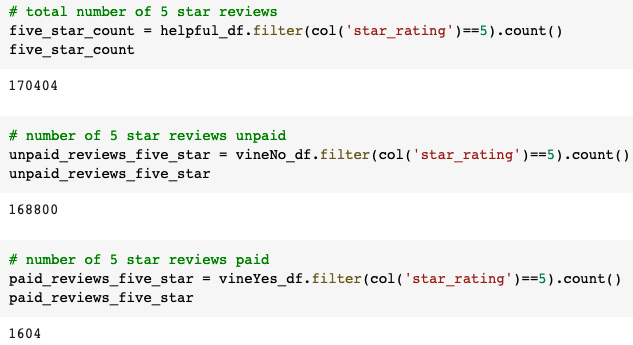 # total number of 5 star reviews
five_star_count = helpful_df.filter(col('star_rating')==5).count()
five_star_count
170404
# number of 5 star reviews unpaid
unpaid_reviews_five_star = vineNo_df.filter(col('star_rating')==5).count()
unpaid_reviews_five_star
168800
# number of 5 star reviews paid
paid_reviews_five_star = vineYes_df.filter(col('star_rating')==5).count()
paid_reviews_five_star
1604